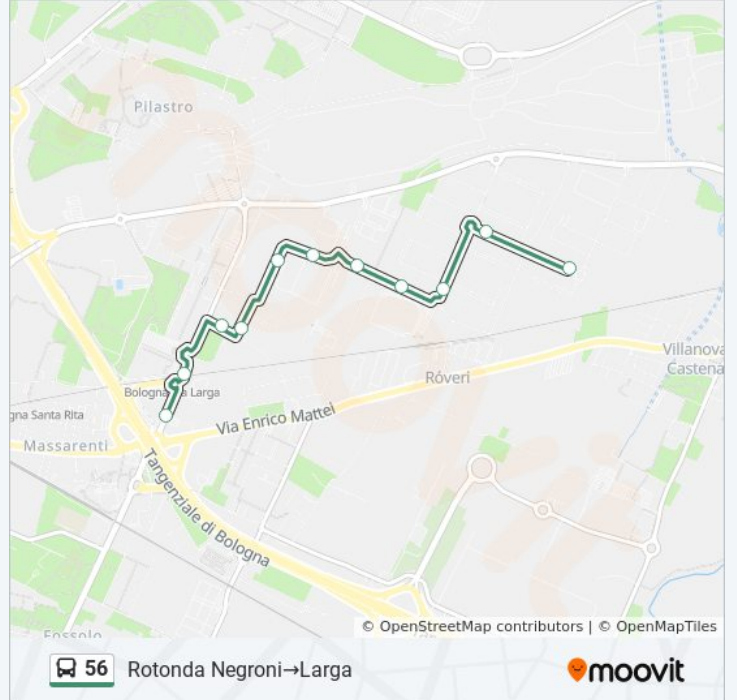 Pilastro
Bologna Via Larga
gna Santa Rita
Massarenti
Via Enrico Mattei
Róveri
Villanova
Castena
Tangenziale di Bologna
Fossolo
© OpenStreetMap contributors | © OpenMapTiles
56 Rotonda Negroni→Larga
moovit